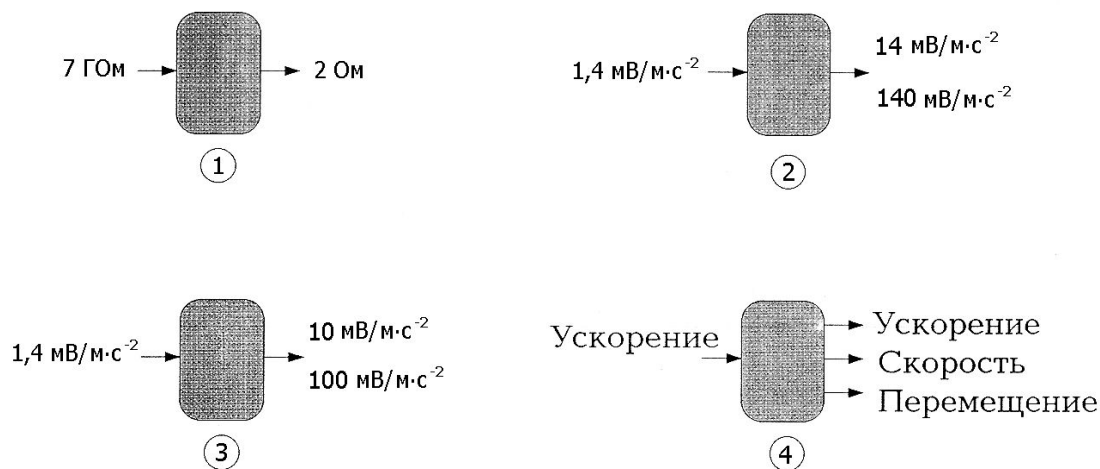 7 ГОм
2 Ом
1
1,4 мВ/м·с⁻²
14 мВ/м·с⁻²
140 мВ/м·с⁻²
2
1,4 мВ/м·с⁻²
10 мВ/м·с⁻²
100 мВ/м·с⁻²
3
Ускорение
Ускорение
Скорость
Перемещение
4